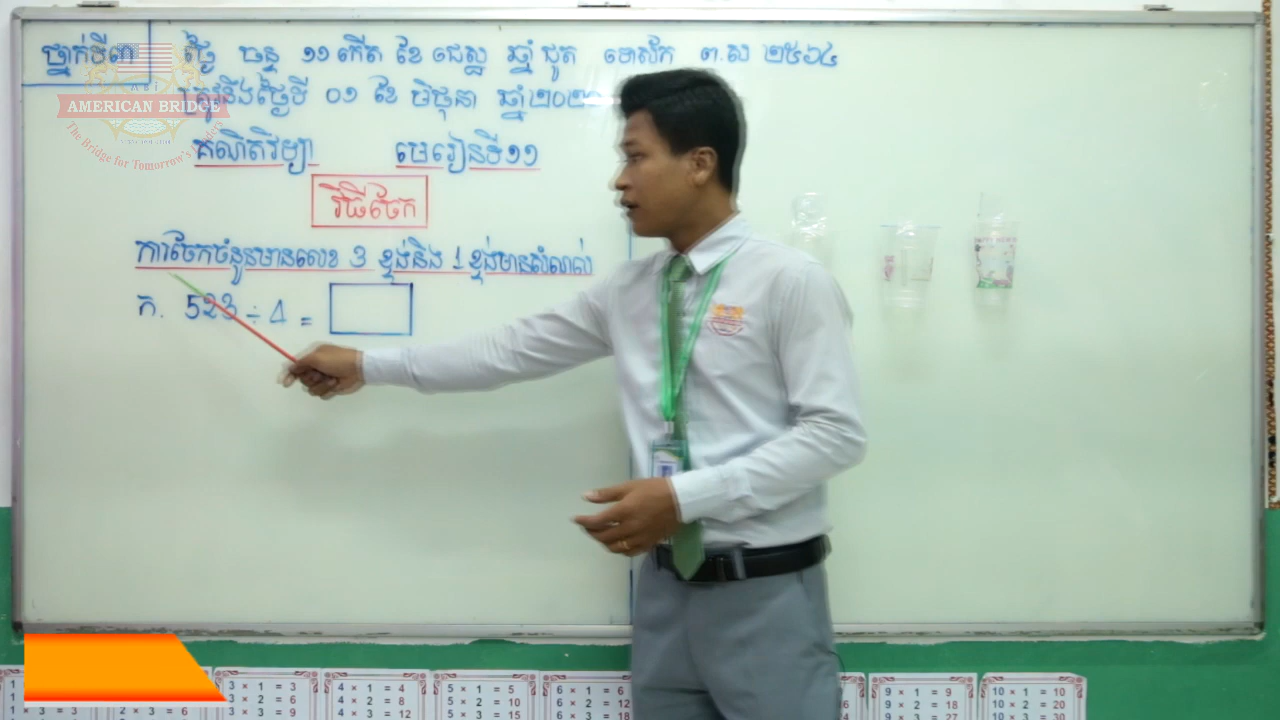 ថ្នាក់ទី៣
ថ្ងៃ ចន្ទ ១១ កើត ខែ ជេស្ឋ ឆ្នាំ ជូត ទោស័ក ព.ស ២៥៦៤
ត្រូវនឹងថ្ងៃទី ០១ ខែ មិថុនា ឆ្នាំ២០២
ABi
AMERICAN BRIDGE
The Bridge for Tomorrow's Leaders
គណិតវិទ្យា មេរៀនទី១១
វិធីចែក
ការចែកចំនួនមានលេខ 3 ខ្ទង់និង 1 ខ្ទង់មានសំណល់
ក. 523 ÷ 4 =
3 × 1 = 3
3 × 2 = 6
3 × 3 = 9
4 × 1 = 4
4 × 2 = 8
4 × 3 = 12
5 × 1 = 5
5 × 2 = 10
5 × 3 = 15
6 × 1 = 6
6 × 2 = 12
6 × 3 = 18
9 × 1 = 9
9 × 2 = 18
9 × 3 = 27
10 × 1 = 10
10 × 2 = 20
10 × 3 = 30